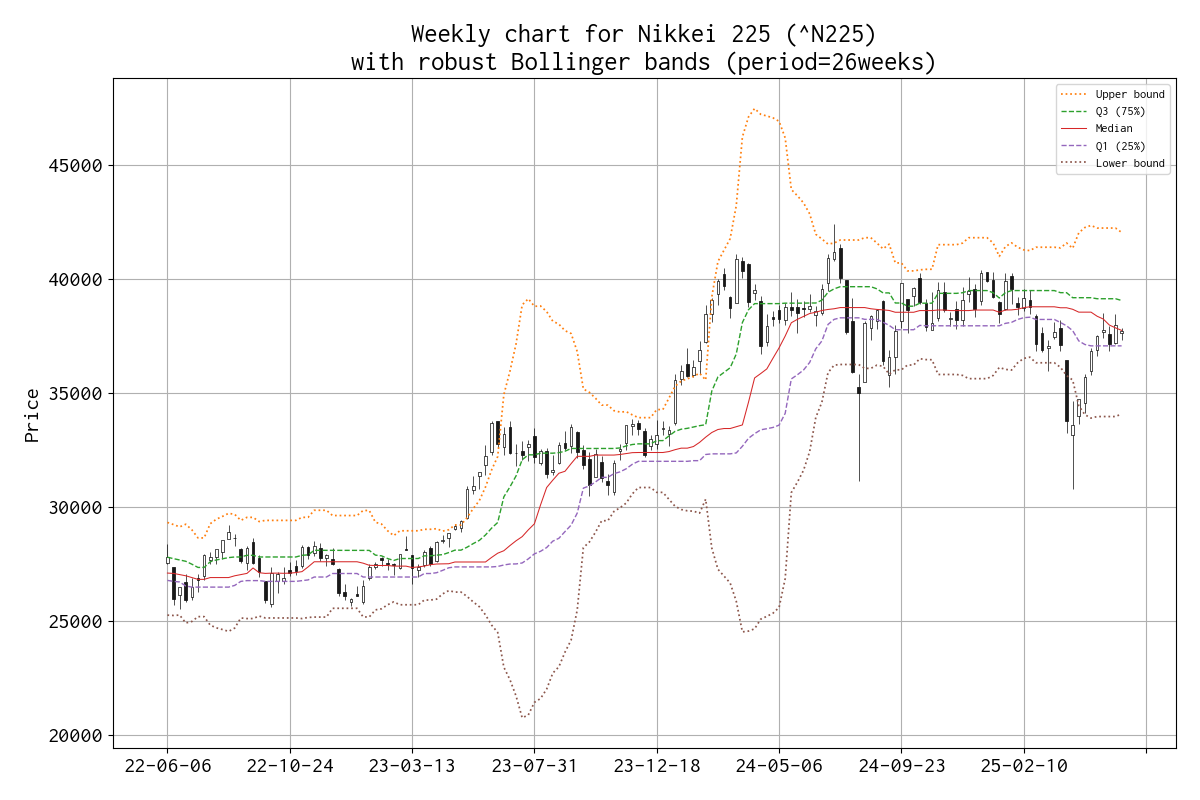 Weekly chart for Nikkei 225 (^N225)
with robust Bollinger bands (period=26weeks)
Upper bound
Q3 (75%)
Median
Q1 (25%)
Lower bound
Price
45000
40000
35000
30000
25000
20000
22-06-06 22-10-24 23-03-13 23-07-31 23-12-18 24-05-06 24-09-23 25-02-10